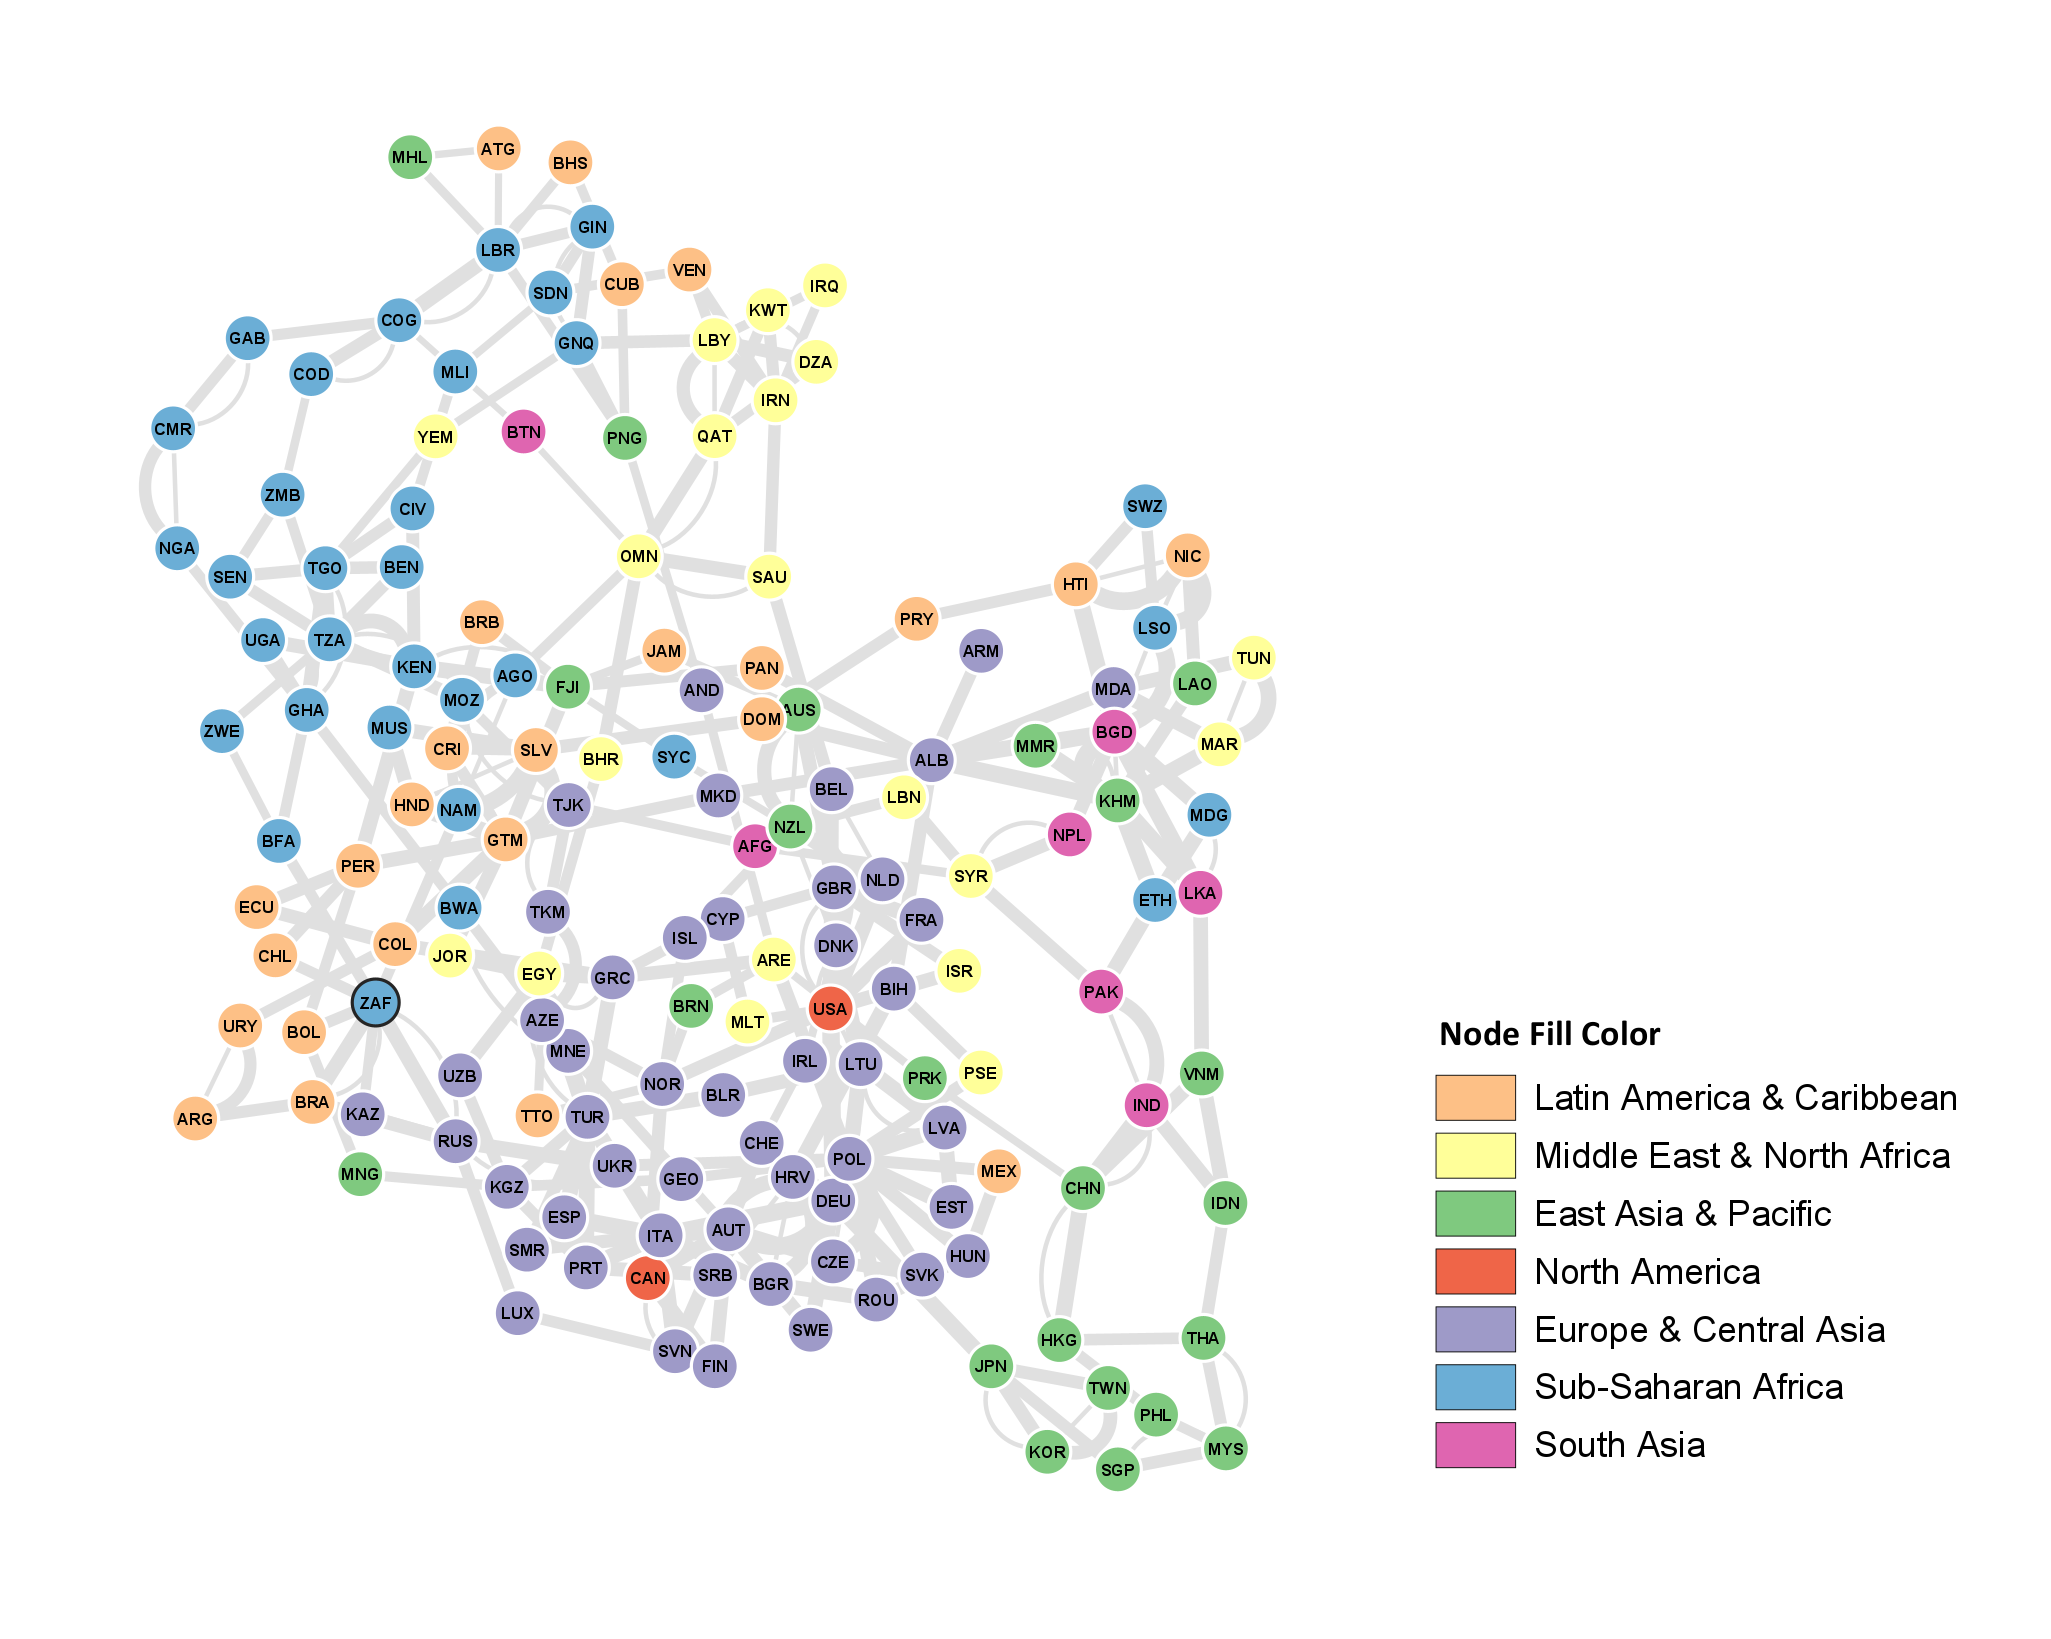 MHL
ATG
BHS
GIN
LBR
VEN
CUB
SDN
IRQ
KWT
COG
GAB
GNQ
LBY
DZA
COD
MLI
IRN
CMR
YEM
BTN
PNG
QAT
ZMB
CIV
SWZ
NGA
OMN
NIC
SEN
TGO
BEN
SAU
HTI
PRY
BRB
LSO
UGA
TZA
JAM
ARM
TUN
KEN
AGO
PAN
FJI
AND
MDA
LAO
MOZ
GHA
DOM
AUS
ZWE
MUS
CRI
SLV
BHR
SYC
MMR
BGD
MAR
ALB
MKD
BEL
LBN
KHM
HND
NAM
TJK
MDG
BFA
GTM
AFG
NZL
NPL
PER
GBR
NLD
SYR
ETH
LKA
ECU
BWA
TKM
CYP
FRA
ISL
CHL
COL
JOR
EGY
GRC
ARE
DNK
ISR
BIH
PAK
ZAF
BRN
USA
URY
BOL
AZE
MLT
MNE
IRL
LTU
PRK
PSE
VNM
UZB
NOR
BLR
ARG
BRA
KAZ
TTO
TUR
IND
RUS
CHE
LVA
MNG
KGZ
UKR
GEO
HRV
POL
MEX
CHN
DEU
EST
IDN
ESP
SMR
ITA
AUT
PRT
CAN
SRB
BGR
CZE
SVK
HUN
LUX
ROU
SWE
SVN
FIN
HKG
THA
JPN
TWN
PHL
KOR
SGP
MYS
Node Fill Color
Latin America & Caribbean
Middle East & North Africa
East Asia & Pacific
North America
Europe & Central Asia
Sub-Saharan Africa
South Asia